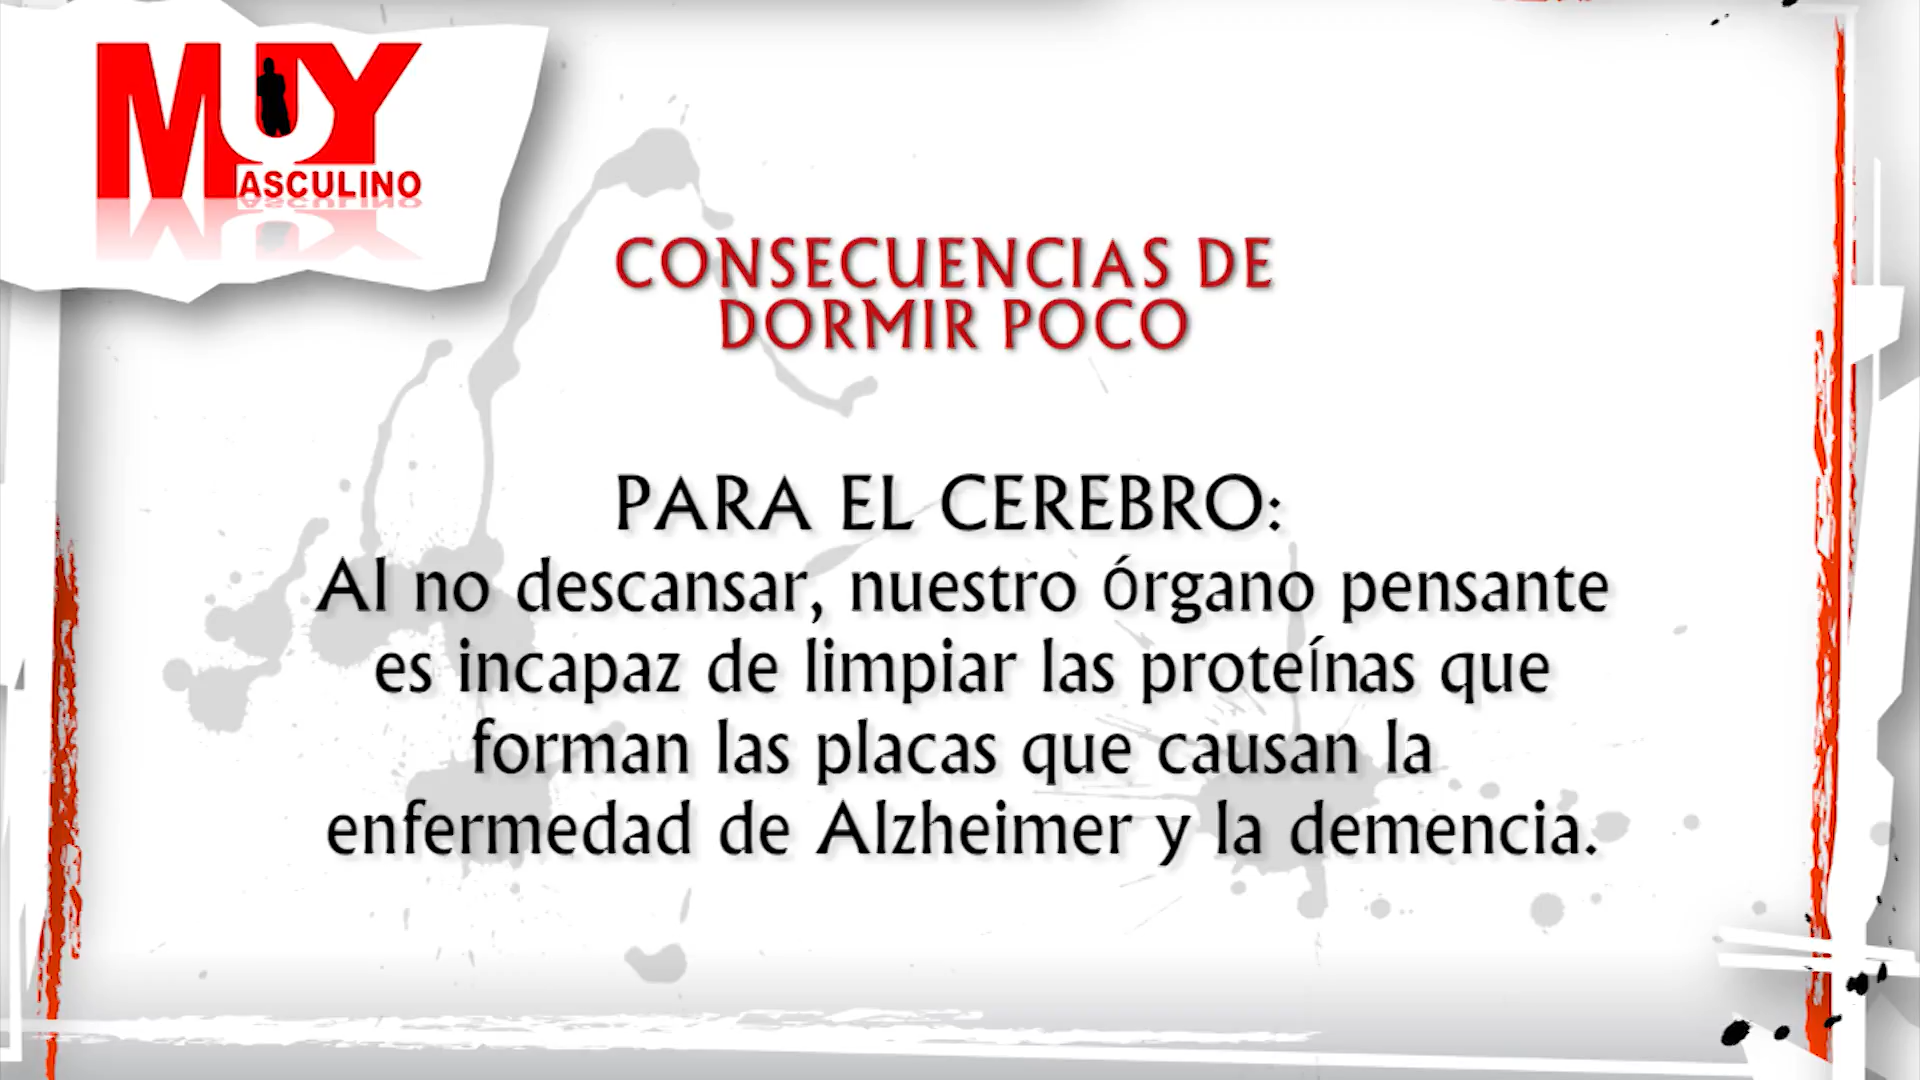 MUY
MASCULINO
CONSECUENCIAS DE
DORMIR POCO
PARA EL CEREBRO:
Al no descansar, nuestro órgano pensante
es incapaz de limpiar las proteínas que
forman las placas que causan la
enfermedad de Alzheimer y la demencia.